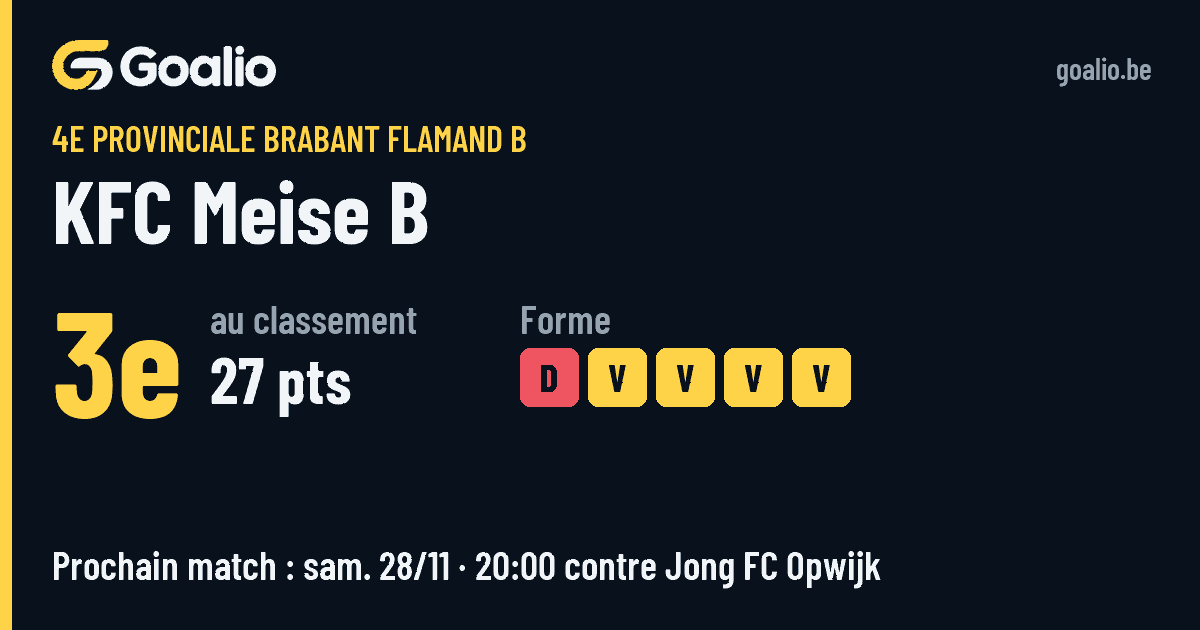 Goalio
goalio.be
4E PROVINCIALE BRABANT FLAMAND B
KFC Meise B
3e
au classement
27 pts
Forme
D V V V V
Prochain match : sam. 28/11 · 20:00 contre Jong FC Opwijk